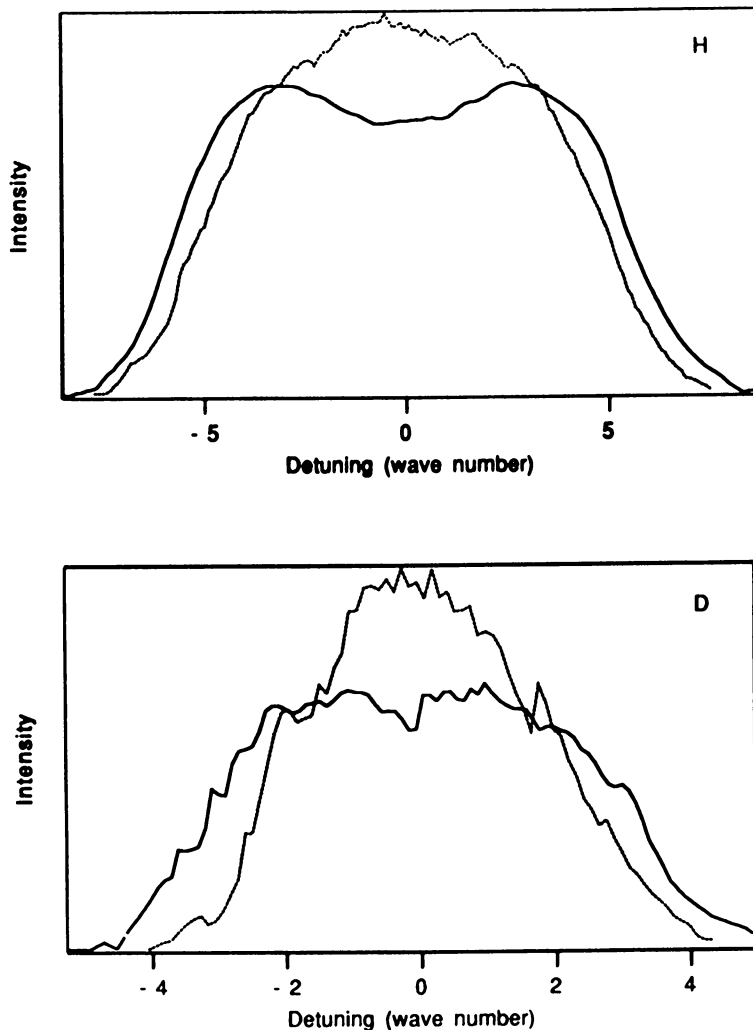 H
Intensity
- 5 0 5
Detuning (wave number)
D
Intensity
- 4 - 2 0 2 4
Detuning (wave number)